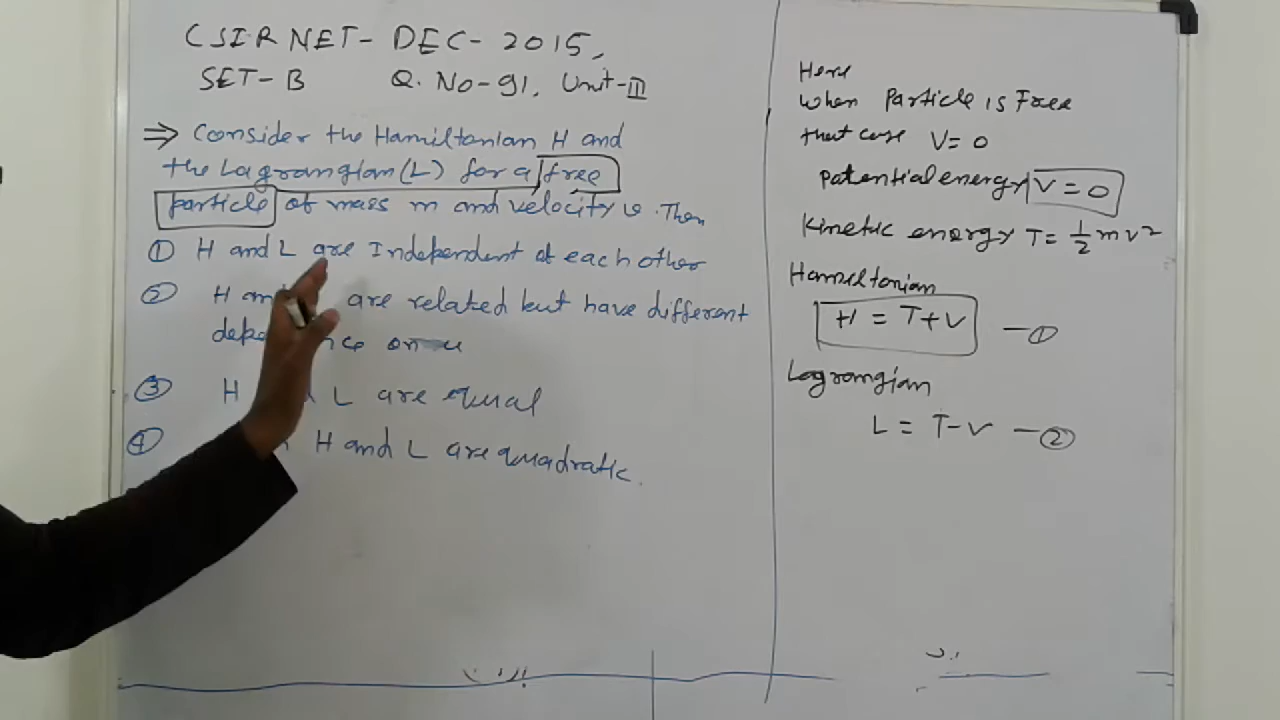 CSIR NET- DEC- 2015,
SET- B Q. No-91, Unit-III
⇒ Consider the Hamiltonian H and
the Lagrangian (L) for a free
particle of mass m and velocity v. Then
① H and L are Independent of each other
② H are related but have different
on u
③ H L are equal
④ H and L are quadratic.
Here
when Particle is Free
that case V = 0
Potential energy V = 0
Kinetic energy T = ½ mv²
Hamiltonian
H = T + V — ①
Lagrangian
L = T - V — ②